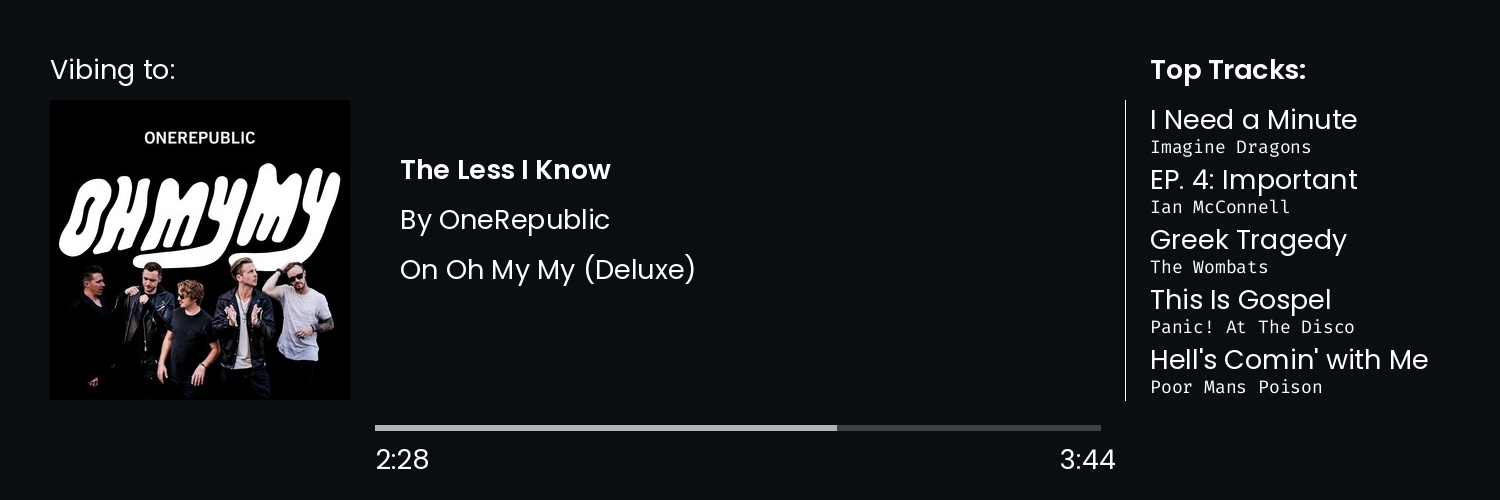 Vibing to:
ONEREPUBLIC
OH MY MY
The Less I Know
By OneRepublic
On Oh My My (Deluxe)
2:28
3:44
Top Tracks:
I Need a Minute
Imagine Dragons
EP. 4: Important
Ian McConnell
Greek Tragedy
The Wombats
This Is Gospel
Panic! At The Disco
Hell's Comin' with Me
Poor Mans Poison